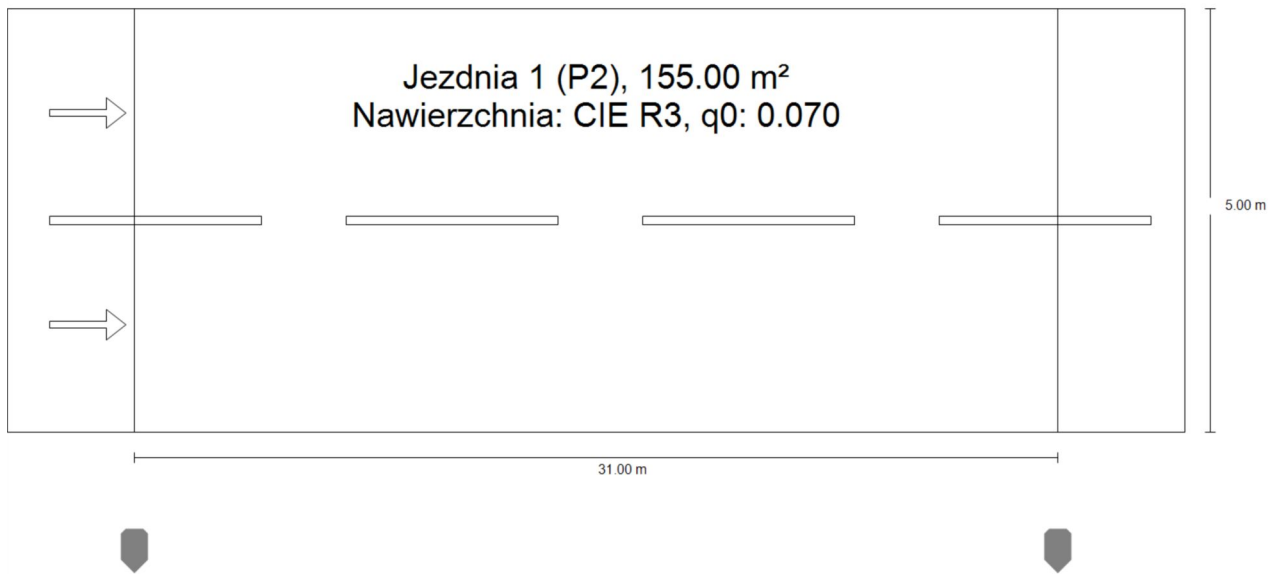 Jezdnia 1 (P2), 155.00 m²
Nawierzchnia: CIE R3, q0: 0.070
5.00 m
31.00 m